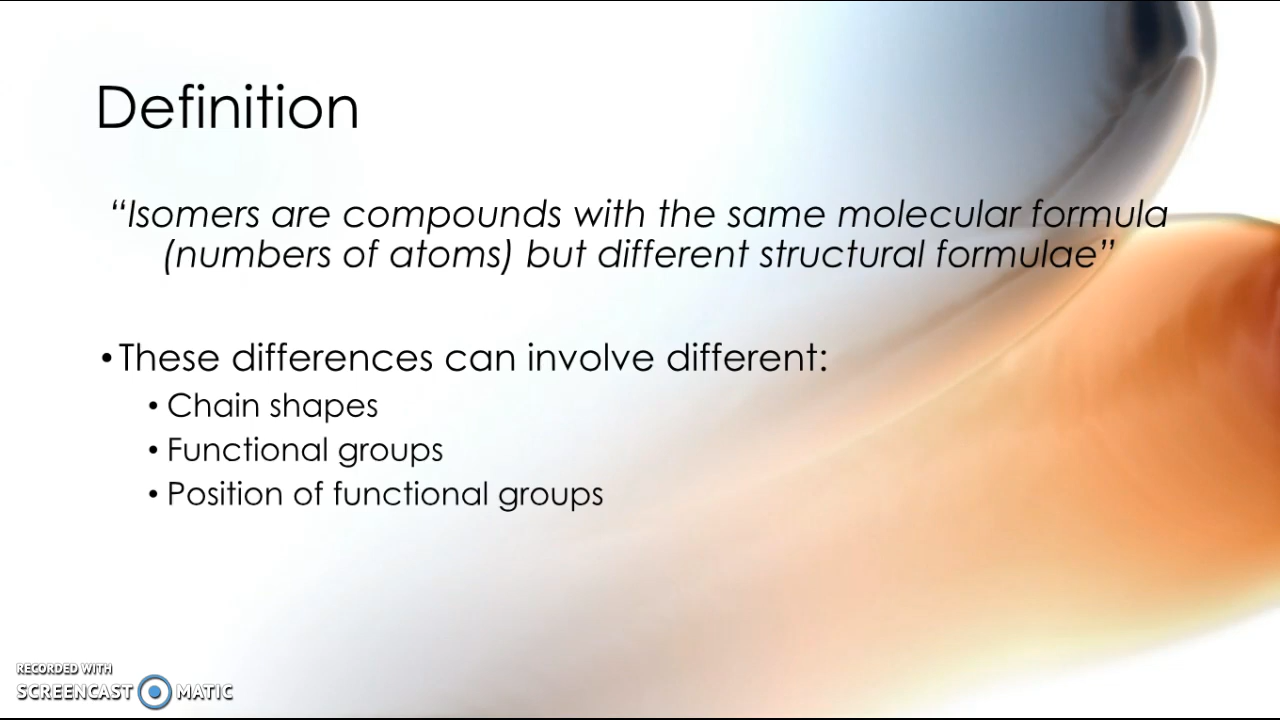 Definition
“Isomers are compounds with the same molecular formula
(numbers of atoms) but different structural formulae”
• These differences can involve different:
• Chain shapes
• Functional groups
• Position of functional groups
RECORDED WITH
SCREENCAST MATIC